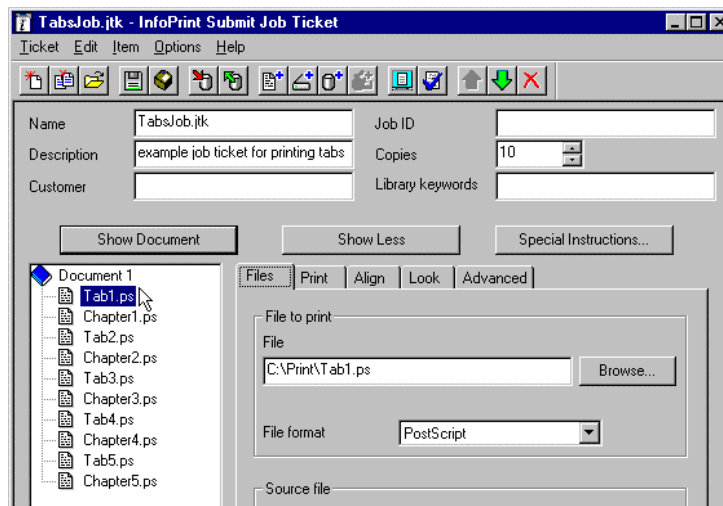 TabsJob.jtk - InfoPrint Submit Job Ticket
Ticket Edit Item Options Help
Name TabsJob.jtk Job ID
Description example job ticket for printing tabs Copies 10
Customer Library keywords
Show Document Show Less Special Instructions...
Document 1
Tab1.ps
Chapter1.ps
Tab2.ps
Chapter2.ps
Tab3.ps
Chapter3.ps
Tab4.ps
Chapter4.ps
Tab5.ps
Chapter5.ps
Files Print Align Look Advanced
File to print
File
C:\Print\Tab1.ps Browse...
File format PostScript
Source file